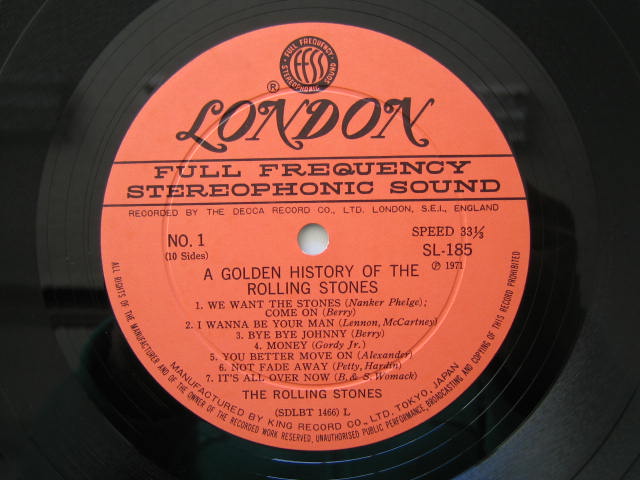 FULL FREQUENCY
ffss
STEREOPHONIC SOUND
®
LONDON
FULL FREQUENCY
STEREOPHONIC SOUND
RECORDED BY THE DECCA RECORD CO., LTD. LONDON, S.E.I., ENGLAND
NO. 1
(10 Sides)
SPEED 33⅓
SL-185
℗ 1971
A GOLDEN HISTORY OF THE
ROLLING STONES
1. WE WANT THE STONES (Nanker Phelge);
COME ON (Berry)
2. I WANNA BE YOUR MAN (Lennon, McCartney)
3. BYE BYE JOHNNY (Berry)
4. MONEY (Gordy Jr.)
5. YOU BETTER MOVE ON (Alexander)
6. NOT FADE AWAY (Petty, Hardin)
7. IT'S ALL OVER NOW (B. & S. Womack)
THE ROLLING STONES
(SDLBT 1466) L
MANUFACTURED BY KING RECORD CO., LTD, TOKYO, JAPAN
ALL RIGHTS OF THE MANUFACTURER AND OF THE OWNER OF THE RECORDED WORK RESERVED, UNAUTHORISED PUBLIC PERFORMANCE, BROADCASTING AND COPYING OF THIS RECORD PROHIBITED